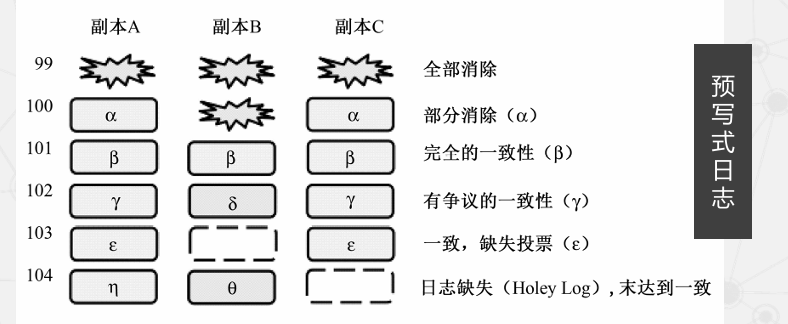 副本A 副本B 副本C
99 全部消除
100 α α 部分消除（α）
101 β β β 完全的一致性（β）
102 γ δ γ 有争议的一致性（γ）
103 ε ε 一致，缺失投票（ε）
104 η θ 日志缺失（Holey Log）,末达到一致
预写式日志